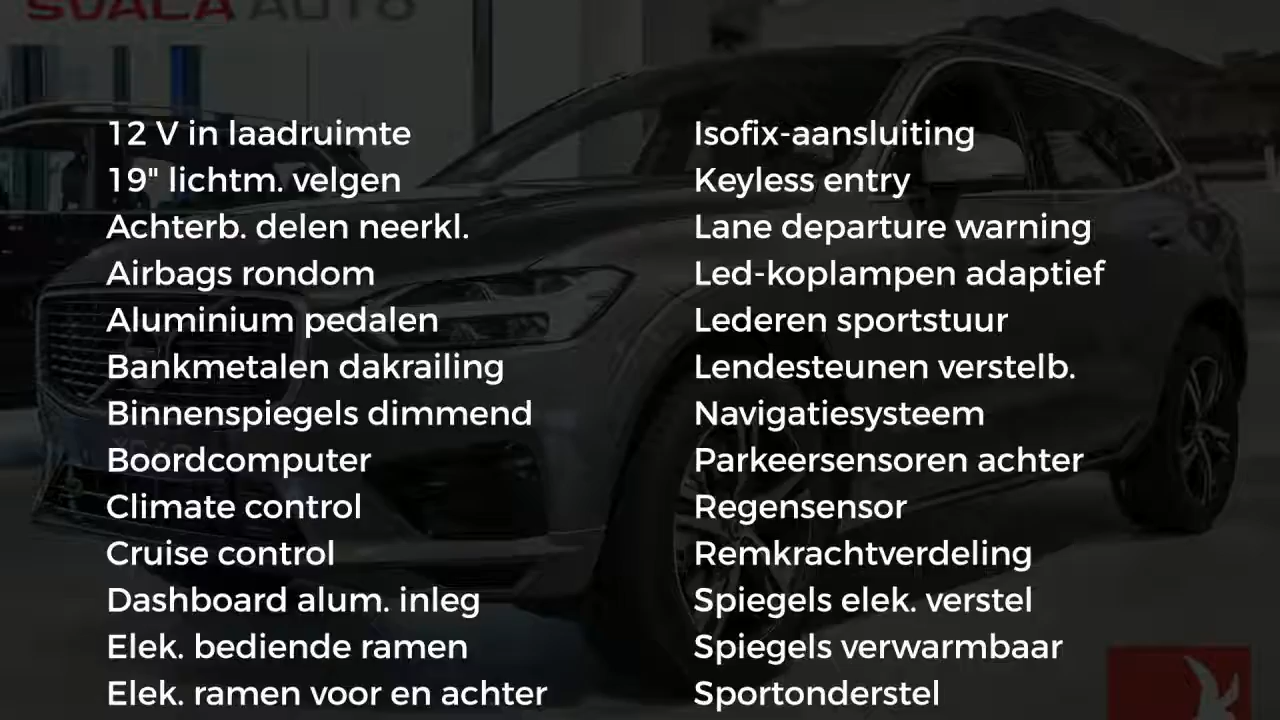 SVALA AUTO
12 V in laadruimte
19" lichtm. velgen
Achterb. delen neerkl.
Airbags rondom
Aluminium pedalen
Bankmetalen dakrailing
Binnenspiegels dimmend
Boordcomputer
Climate control
Cruise control
Dashboard alum. inleg
Elek. bediende ramen
Elek. ramen voor en achter
Isofix-aansluiting
Keyless entry
Lane departure warning
Led-koplampen adaptief
Lederen sportstuur
Lendesteunen verstelb.
Navigatiesysteem
Parkeersensoren achter
Regensensor
Remkrachtverdeling
Spiegels elek. verstel
Spiegels verwarmbaar
Sportonderstel